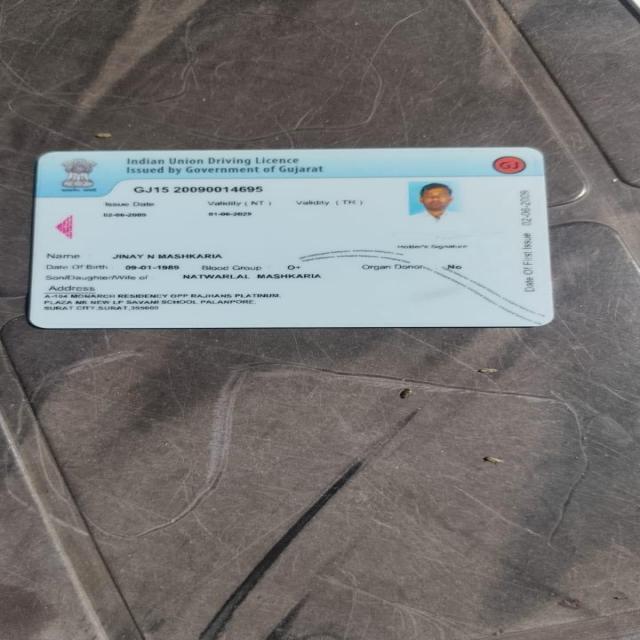 Indian Union Driving Licence
Issued by Government of Gujarat
GJ
GJ15 20090014695
Issue Date Validity ( NT ) Validity ( TR )
02-06-2009 01-06-2029
Holder's Signature
Date Of First Issue 02-06-2009
Name JINAY N MASHKARIA
Date Of Birth 09-01-1989 Blood Group O+ Organ Donor No
Son/Daughter/Wife of NATWARLAL MASHKARIA
Address
A-104 MONARCH RESIDENCY OPP RAJHANS PLATINUM,
PLAZA NR NEW LP SAVANI SCHOOL PALANPORE,
SURAT CITY,SURAT,